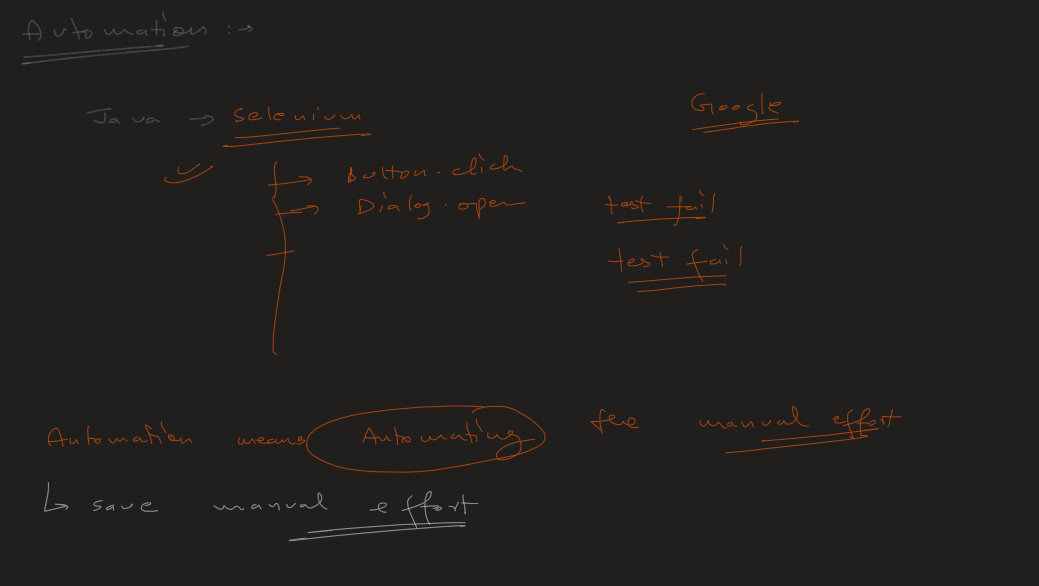 Automation :→
Java → Selenium
Google
→ Button.click
→ Dialog.open
test fail
test fail
Automation means Automating the manual effort
↳ save manual effort